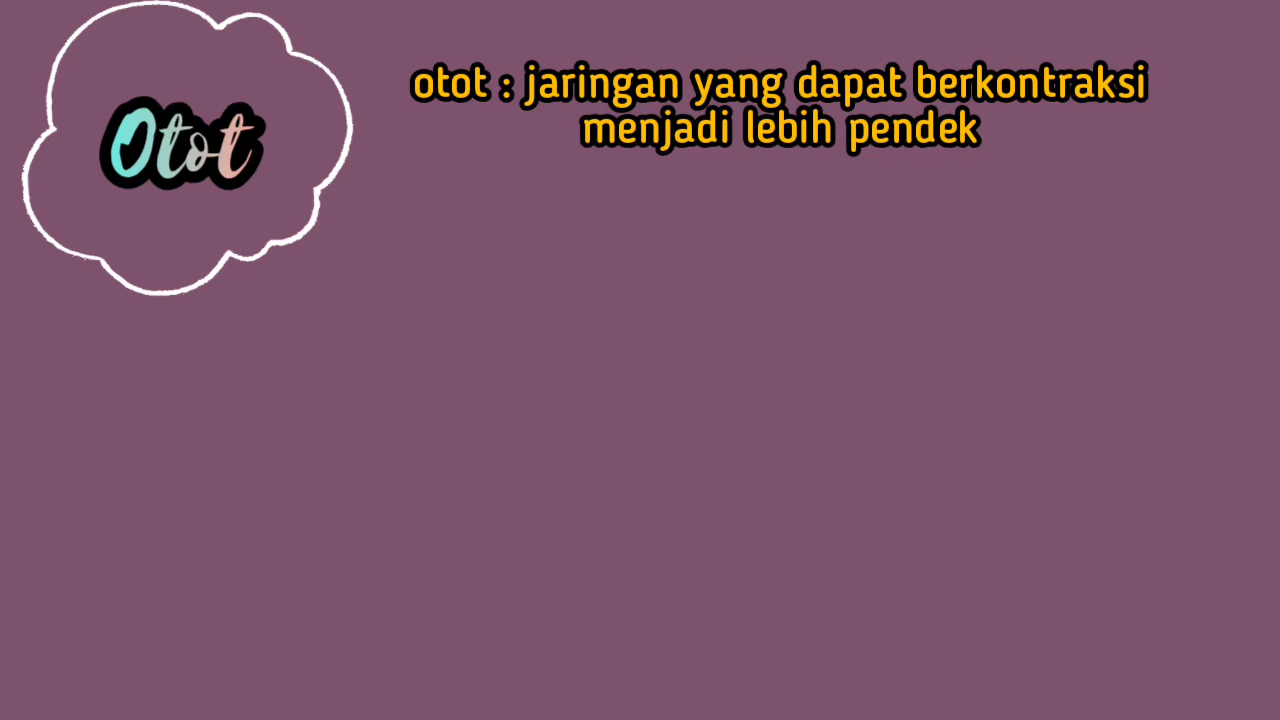 Otot
otot : jaringan yang dapat berkontraksi
menjadi lebih pendek